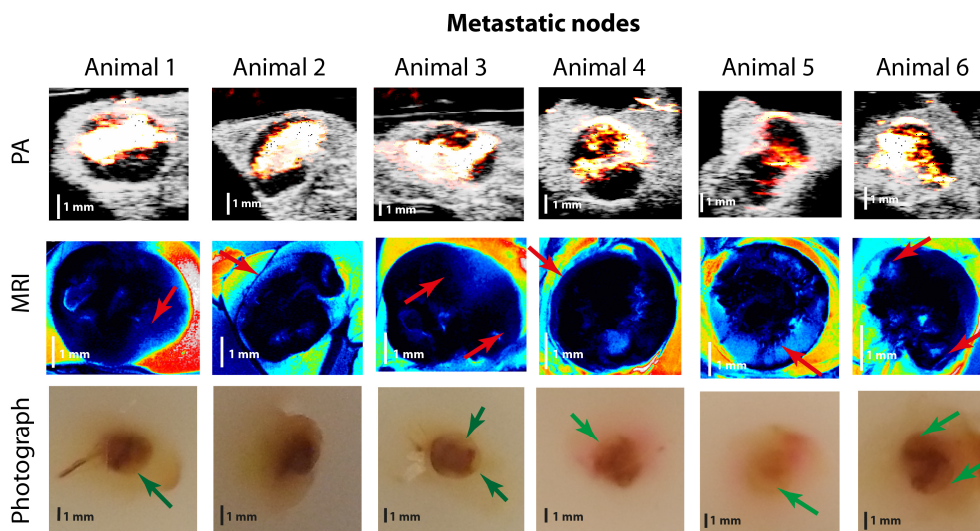 Metastatic nodes
Animal 1 Animal 2 Animal 3 Animal 4 Animal 5 Animal 6
PA
1 mm 1 mm 1 mm 1 mm 1 mm 1 mm
MRI
1 mm 1 mm 1 mm 1 mm 1 mm 1 mm
Photograph
1 mm 1 mm 1 mm 1 mm 1 mm 1 mm